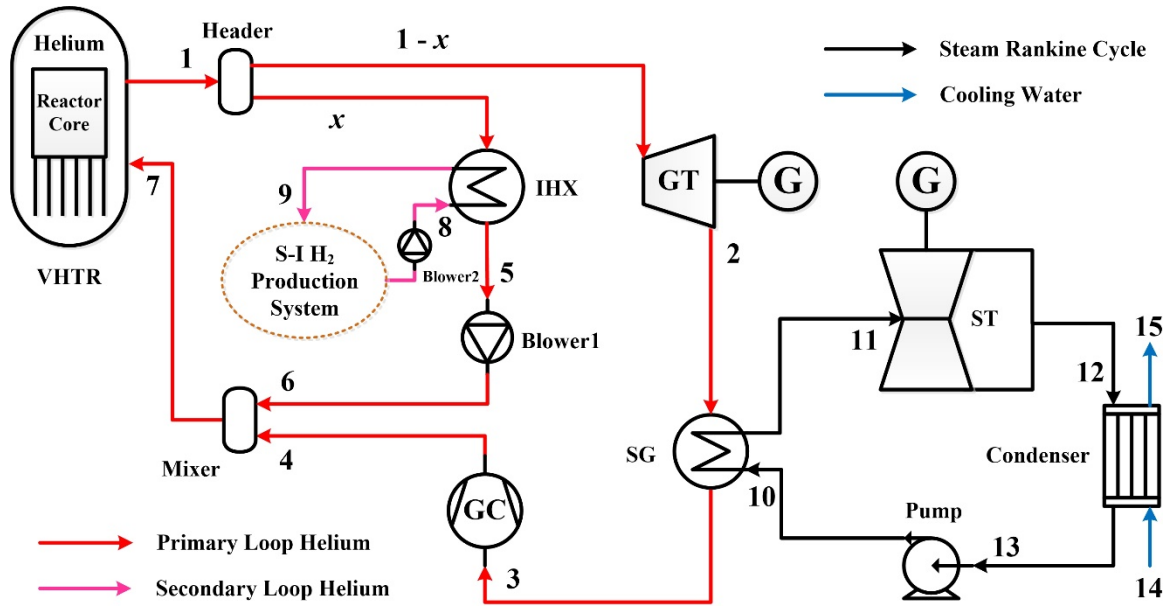 Helium
Reactor
Core
VHTR
1
Header
1 - x
x
7
9
8
IHX
S-I H₂
Production
System
Blower2
5
Blower1
6
4
Mixer
GC
3
GT
G
2
SG
10
11
G
ST
12
15
Condenser
14
13
Pump
Steam Rankine Cycle
Cooling Water
Primary Loop Helium
Secondary Loop Helium